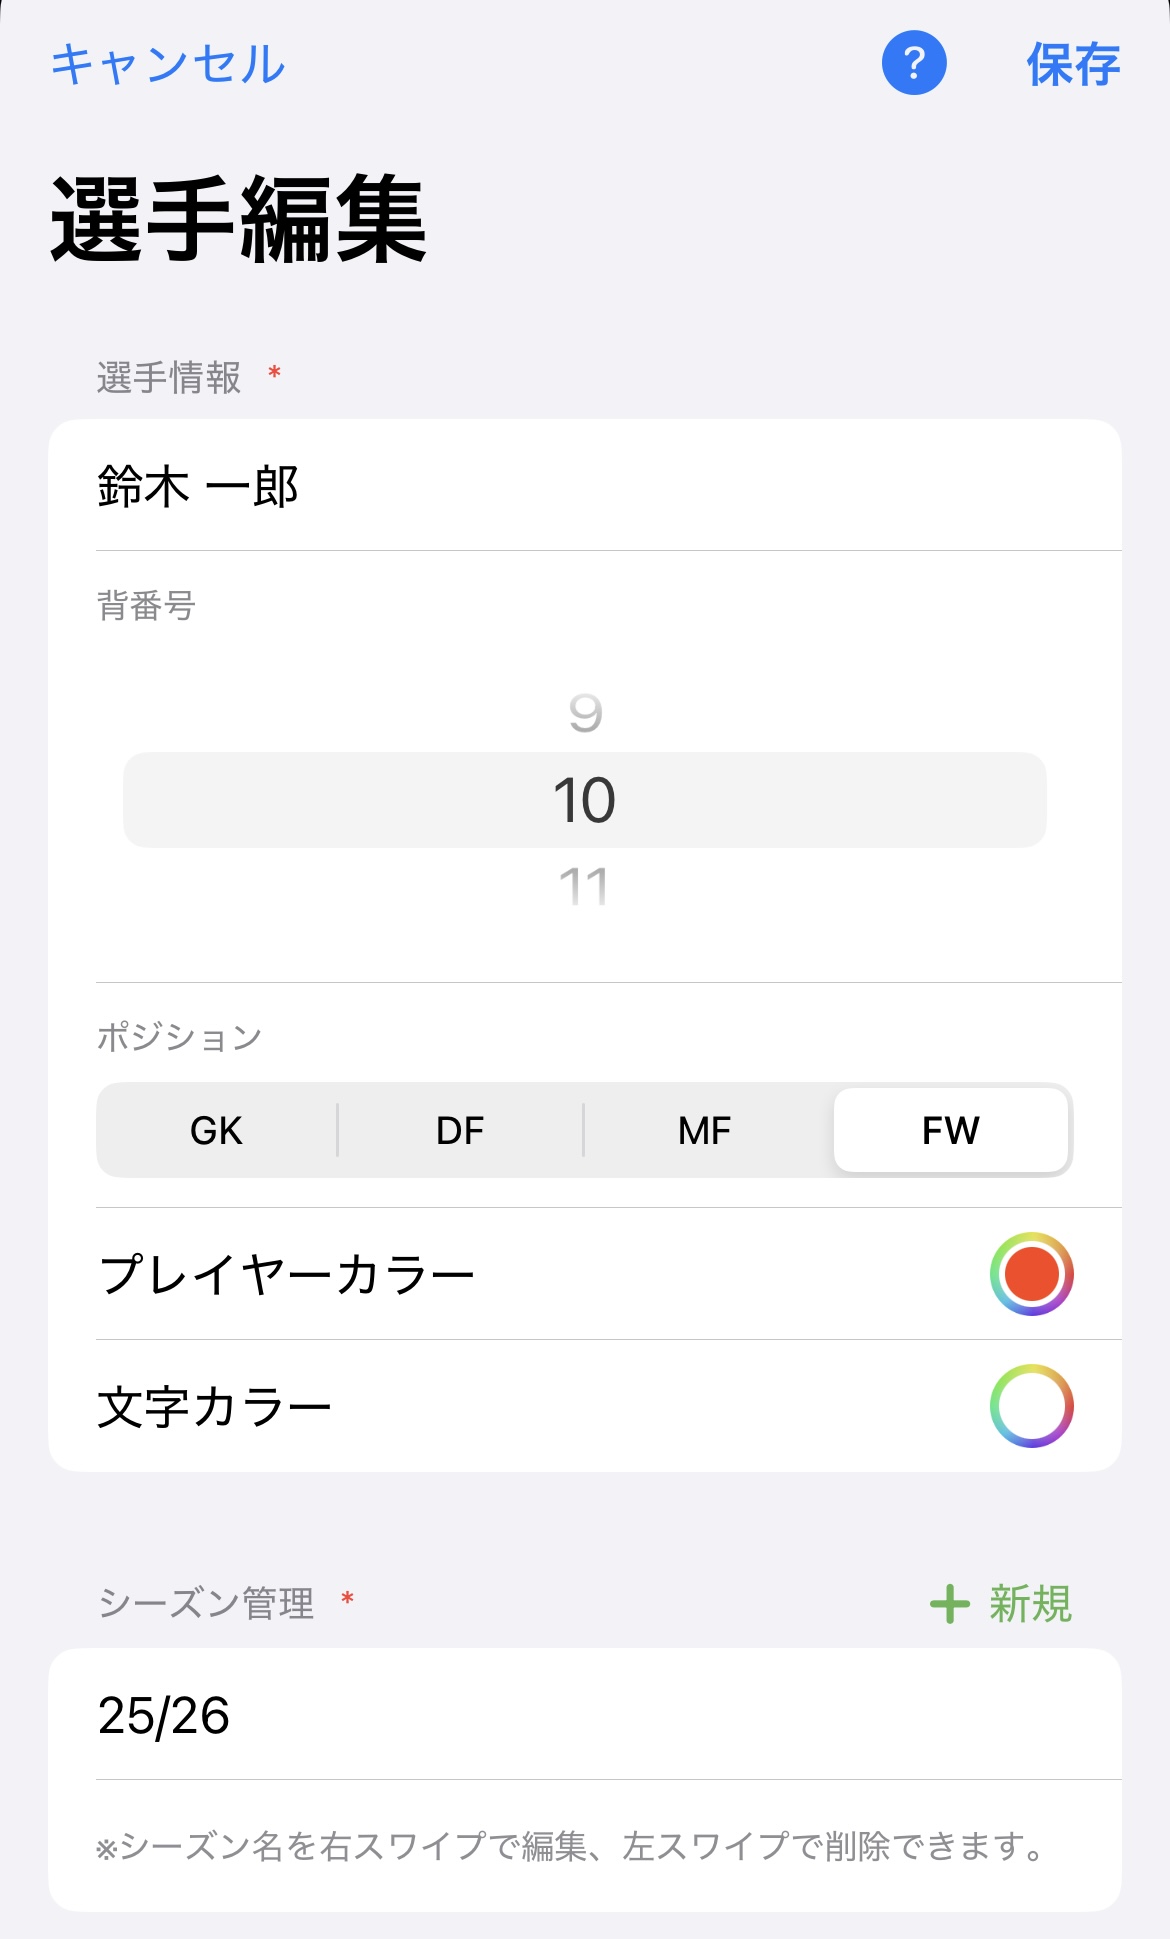 キャンセル
?
保存
選手編集
選手情報 *
鈴木 一郎
背番号
9
10
11
ポジション
GK
DF
MF
FW
プレイヤーカラー
文字カラー
シーズン管理 *
+ 新規
25/26
※シーズン名を右スワイプで編集、左スワイプで削除できます。